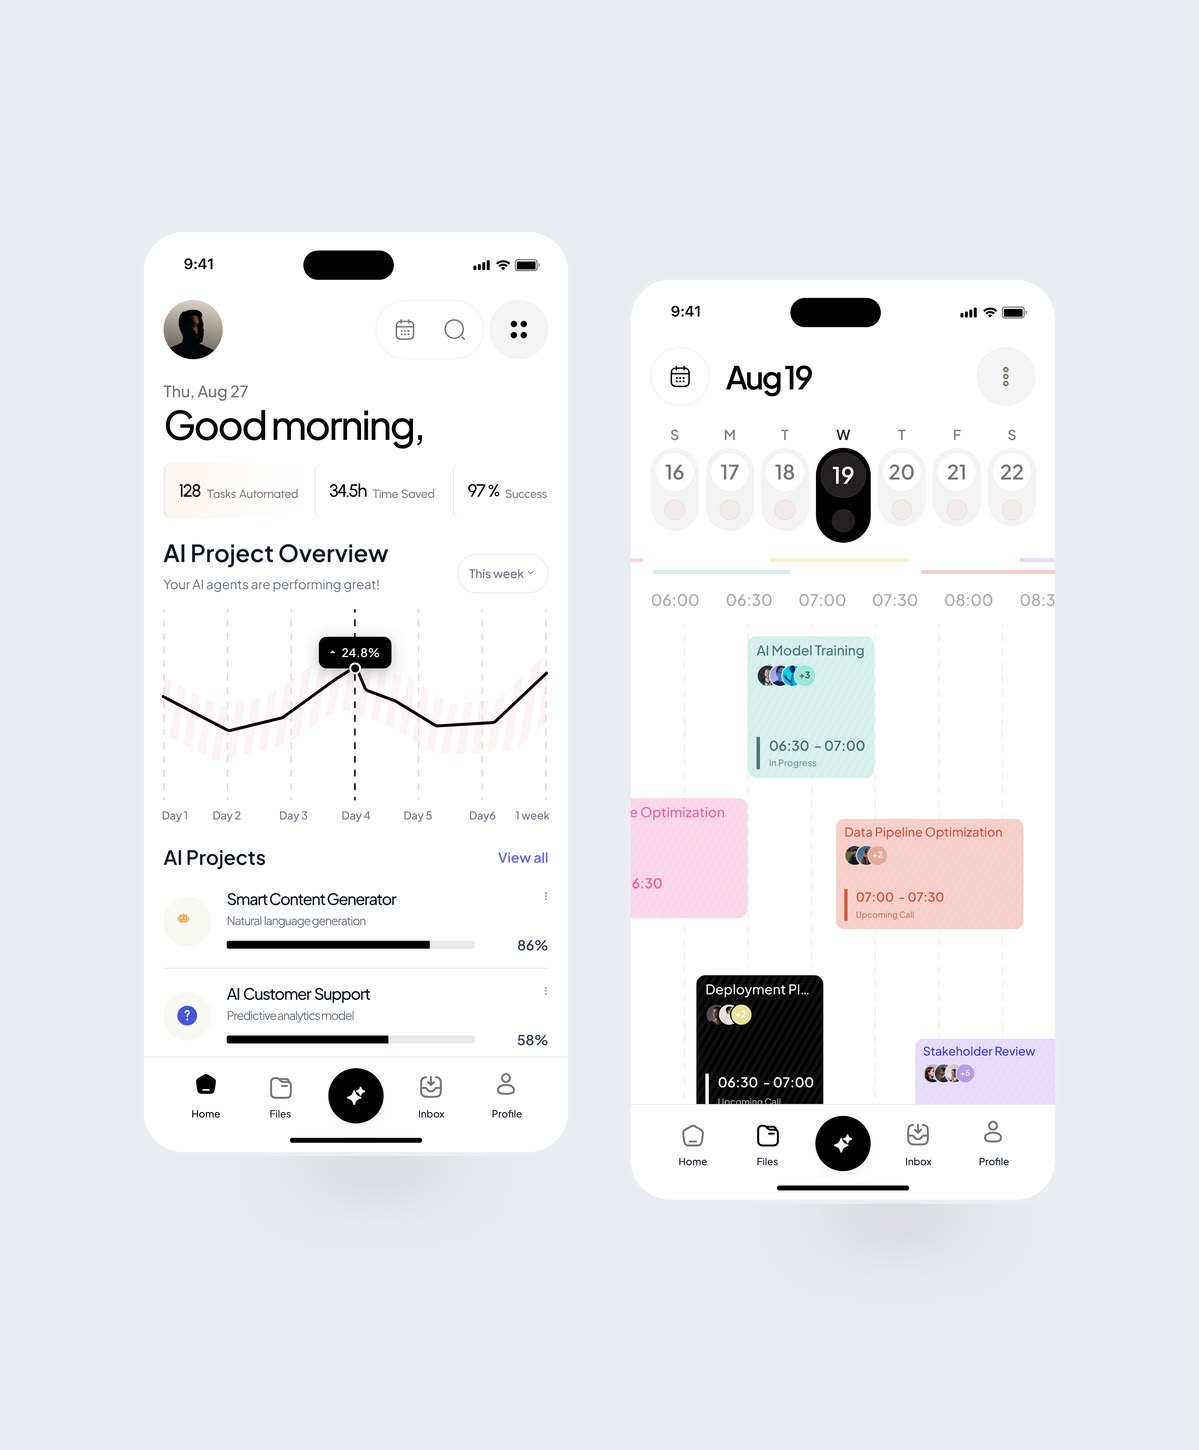 9:41
Thu, Aug 27
Good morning,
128 Tasks Automated
34.5h Time Saved
97 % Success
AI Project Overview
Your AI agents are performing great!
This week
24.8%
Day 1 Day 2 Day 3 Day 4 Day 5 Day6 1 week
AI Projects
View all
Smart Content Generator
Natural language generation
86%
AI Customer Support
Predictive analytics model
58%
Home Files Inbox Profile
9:41
Aug 19
S M T W T F S
16 17 18 19 20 21 22
06:00 06:30 07:00 07:30 08:00 08:3
AI Model Training
+3
06:30 - 07:00
In Progress
e Optimization
6:30
Data Pipeline Optimization
+2
07:00 - 07:30
Upcoming Call
Deployment Pl...
+2
06:30 - 07:00
Upcoming Call
Stakeholder Review
+5
Home Files Inbox Profile